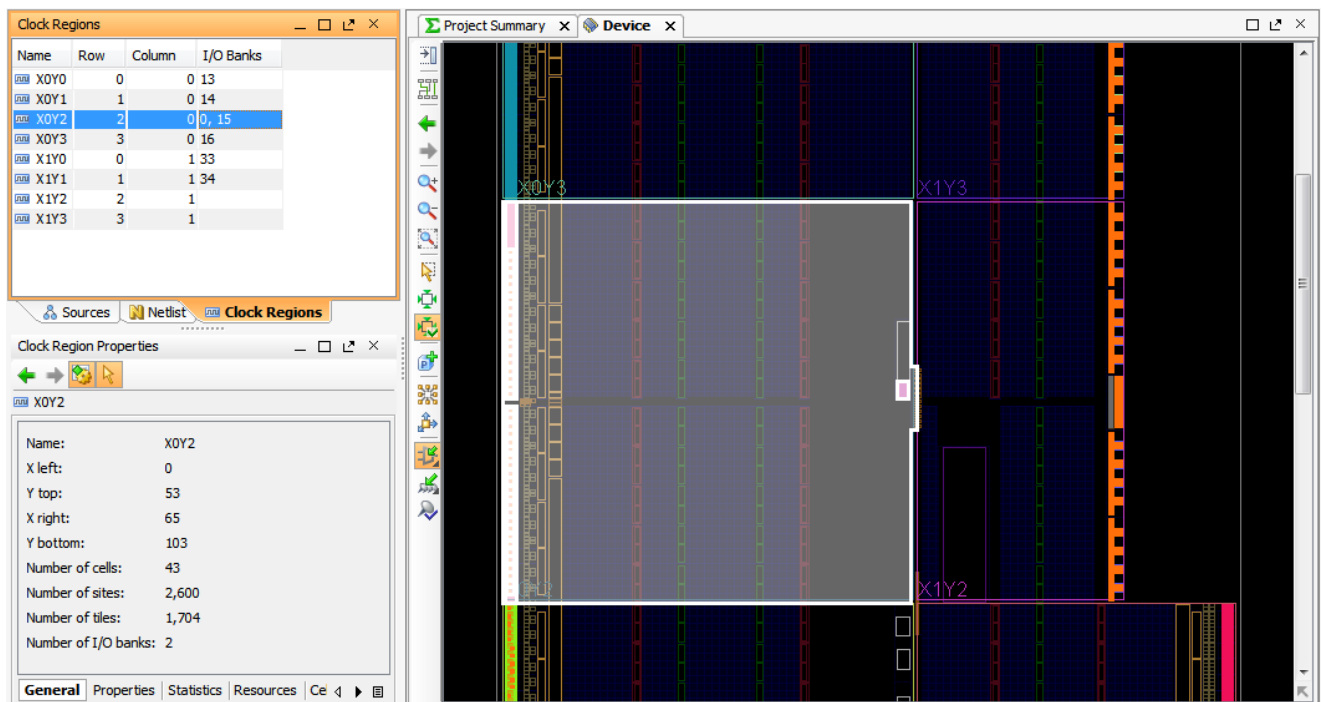 Clock Regions
Name Row Column I/O Banks
X0Y0 0 0 13
X0Y1 1 0 14
X0Y2 2 0 0, 15
X0Y3 3 0 16
X1Y0 0 1 33
X1Y1 1 1 34
X1Y2 2 1
X1Y3 3 1
Sources Netlist Clock Regions
Clock Region Properties
X0Y2
Name: X0Y2
X left: 0
Y top: 53
X right: 65
Y bottom: 103
Number of cells: 43
Number of sites: 2,600
Number of tiles: 1,704
Number of I/O banks: 2
General Properties Statistics Resources Cel
Project Summary Device
X0Y3 X1Y3
X1Y2